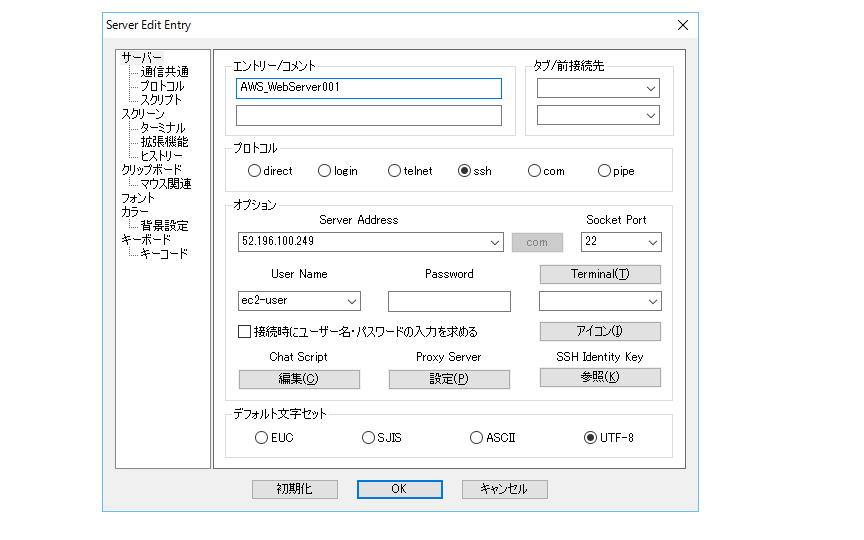 Server Edit Entry
サーバー
通信共通
プロトコル
スクリプト
スクリーン
ターミナル
拡張機能
ヒストリー
クリップボード
マウス関連
フォント
カラー
背景設定
キーボード
キーコード
エントリー/コメント
AWS_WebServer001
タブ/前接続先
プロトコル
direct login telnet ssh com pipe
オプション
Server Address Socket Port
52.196.100.249 com 22
User Name Password Terminal(T)
ec2-user
接続時にユーザー名・パスワードの入力を求める アイコン(I)
Chat Script Proxy Server SSH Identity Key
編集(C) 設定(P) 参照(K)
デフォルト文字セット
EUC SJIS ASCII UTF-8
初期化 OK キャンセル